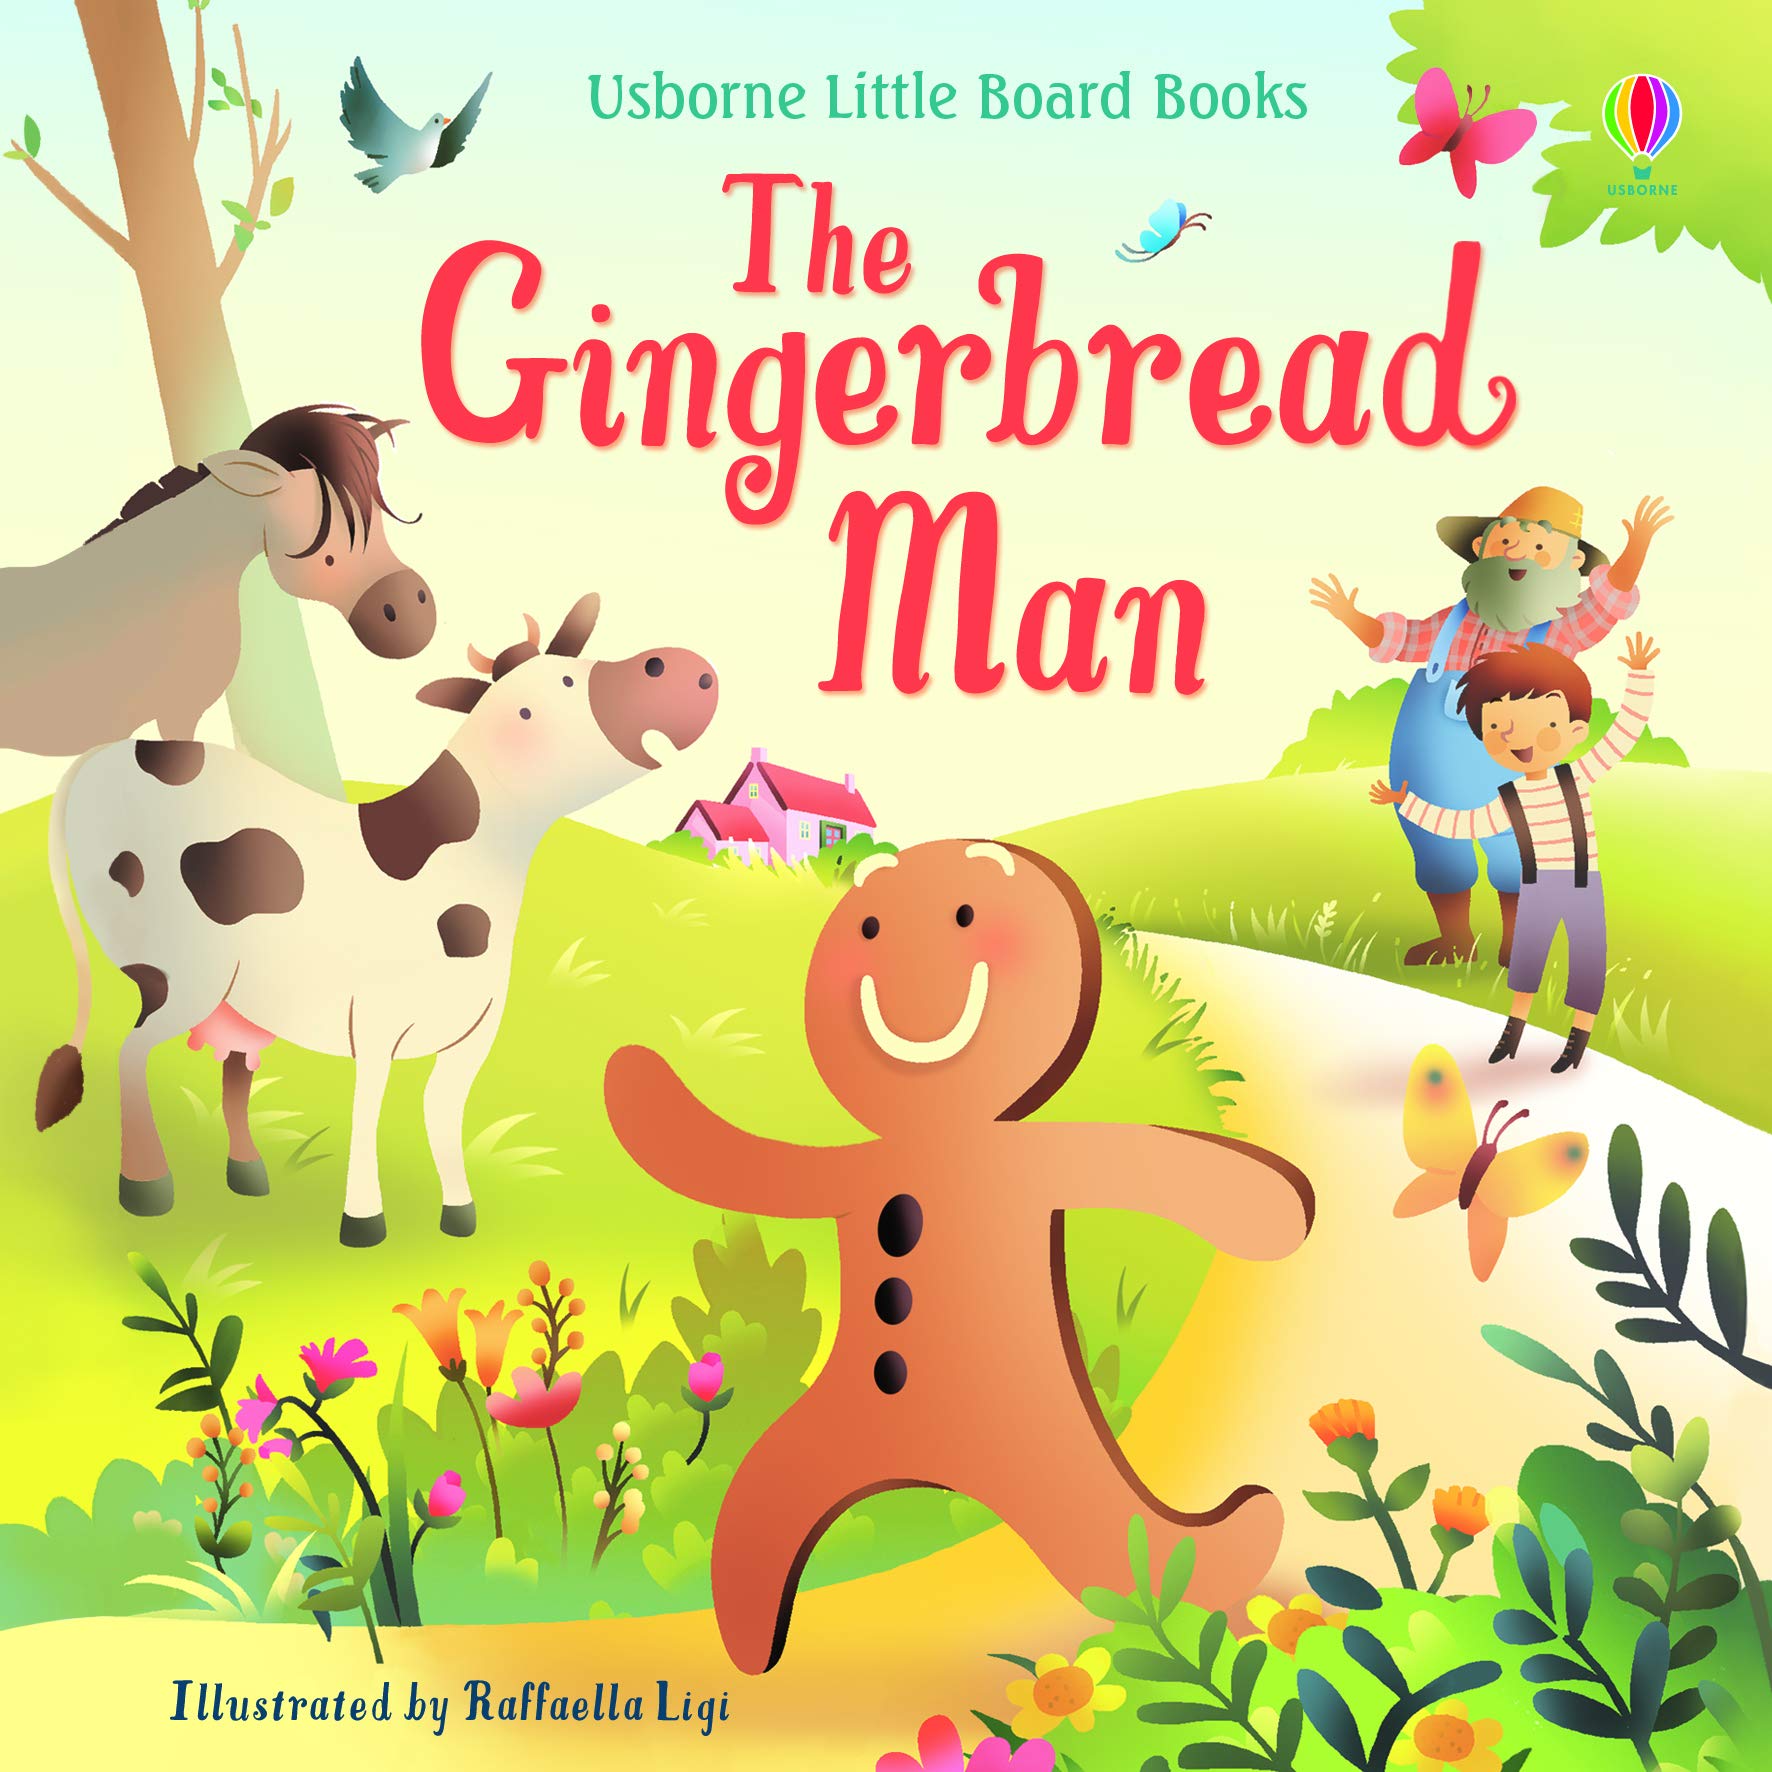 Usborne Little Board Books
USBORNE
The
Gingerbread
Man
Illustrated by Raffaella Ligi